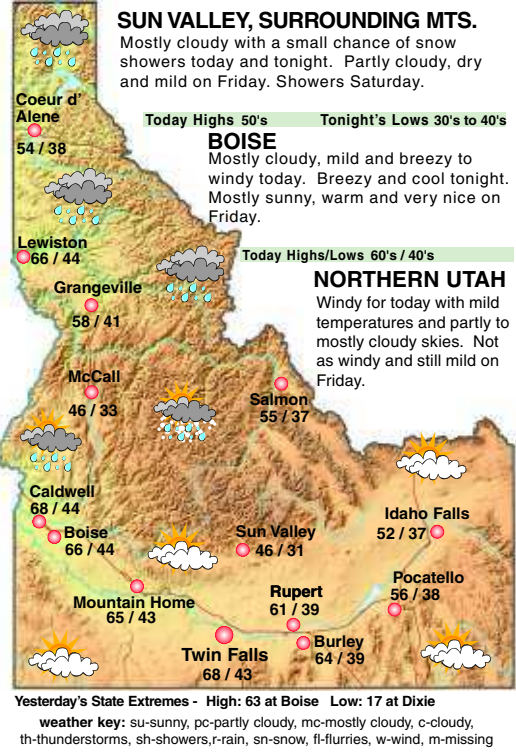 SUN VALLEY, SURROUNDING MTS.
Mostly cloudy with a small chance of snow
showers today and tonight. Partly cloudy, dry
and mild on Friday. Showers Saturday.
Today Highs 50's Tonight's Lows 30's to 40's
BOISE
Mostly cloudy, mild and breezy to
windy today. Breezy and cool tonight.
Mostly sunny, warm and very nice on
Friday.
Today Highs/Lows 60's / 40's
NORTHERN UTAH
Windy for today with mild
temperatures and partly to
mostly cloudy skies. Not
as windy and still mild on
Friday.
Coeur d'
Alene
54 / 38
Lewiston
66 / 44
Grangeville
58 / 41
McCall
46 / 33
Salmon
55 / 37
Caldwell
68 / 44
Boise
66 / 44
Sun Valley
46 / 31
Idaho Falls
52 / 37
Mountain Home
65 / 43
Rupert
61 / 39
Pocatello
56 / 38
Burley
64 / 39
Twin Falls
68 / 43
Yesterday's State Extremes - High: 63 at Boise Low: 17 at Dixie
weather key: su-sunny, pc-partly cloudy, mc-mostly cloudy, c-cloudy,
th-thunderstorms, sh-showers,r-rain, sn-snow, fl-flurries, w-wind, m-missing